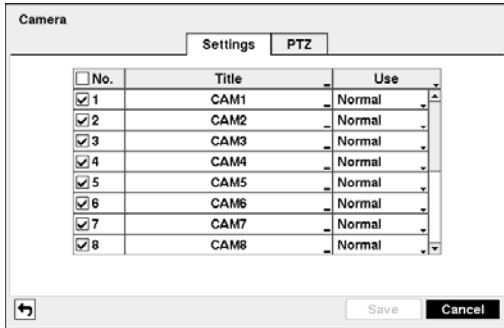 Camera
Settings PTZ
No. Title Use
1 CAM1 Normal
2 CAM2 Normal
3 CAM3 Normal
4 CAM4 Normal
5 CAM5 Normal
6 CAM6 Normal
7 CAM7 Normal
8 CAM8 Normal
Save Cancel